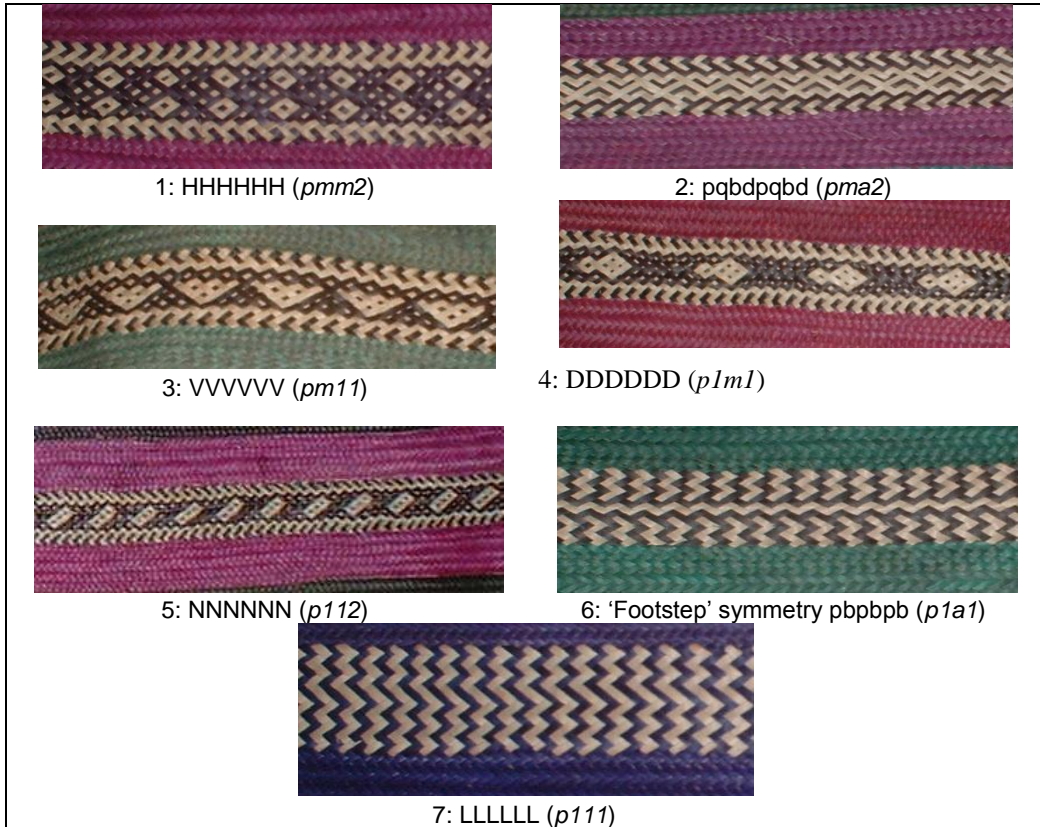 1: HHHHHHH (pmm2)
2: pqbdpqbd (pma2)
3: VVVVVV (pm11)
4: DDDDDD (p1m1)
5: NNNNNN (p112)
6: ‘Footstep’ symmetry pbpbpb (p1a1)
7: LLLLLL (p111)